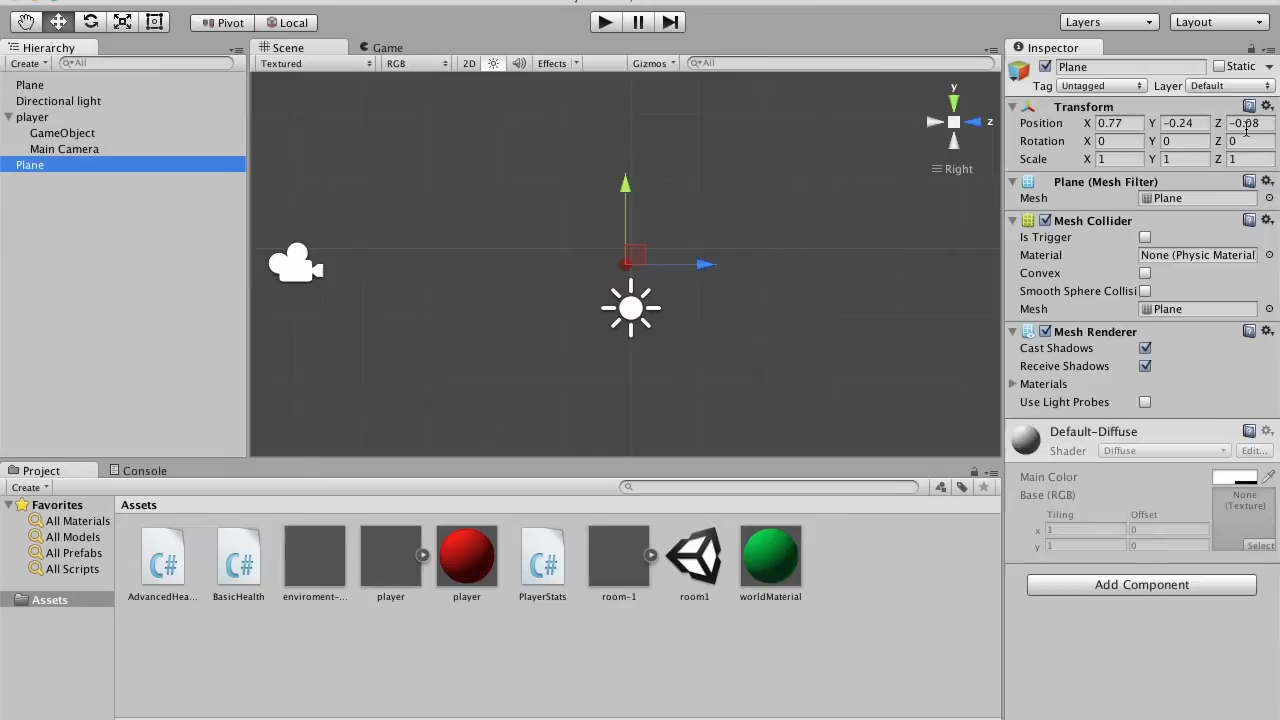 Pivot Local Layers Layout
Hierarchy Scene Game Inspector
Create All Textured RGB 2D Effects Gizmos All Plane Static
Tag Untagged Layer Default
Plane
Directional light
player
GameObject
Main Camera
Plane
y
z
Right
Transform
Position X 0.77 Y -0.24 Z -0.08
Rotation X 0 Y 0 Z 0
Scale X 1 Y 1 Z 1
Plane (Mesh Filter)
Mesh Plane
Mesh Collider
Is Trigger
Material None (Physic Material
Convex
Smooth Sphere Collisi
Mesh Plane
Mesh Renderer
Cast Shadows
Receive Shadows
Materials
Use Light Probes
Default-Diffuse
Shader Diffuse Edit...
Main Color
Base (RGB)
None
(Texture)
Tiling Offset
x 1 0
y 1 0
Select
Add Component
Project Console
Create
Favorites
All Materials
All Models
All Prefabs
All Scripts
Assets
Assets
C# C# C#
AdvancedHea... BasicHealth enviroment-... player player PlayerStats room-1 room1 worldMaterial